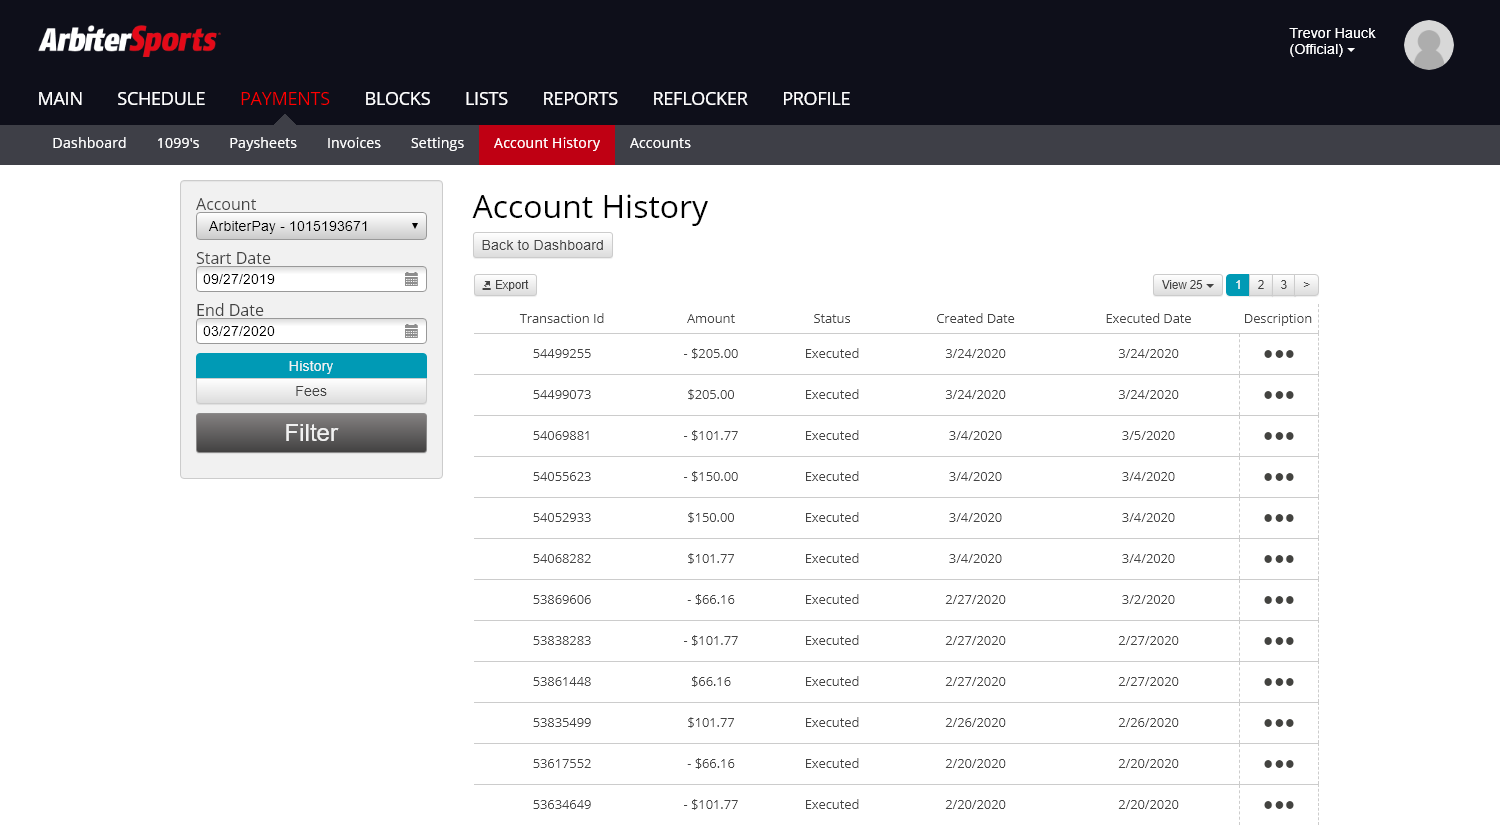 ArbiterSports
Trevor Hauck
(Official)
MAIN SCHEDULE PAYMENTS BLOCKS LISTS REPORTS REFLOCKER PROFILE
Dashboard 1099's Paysheets Invoices Settings Account History Accounts
Account
ArbiterPay - 1015193671
Start Date
09/27/2019
End Date
03/27/2020
History
Fees
Filter
Account History
Back to Dashboard
Export View 25 1 2 3 >
Transaction Id Amount Status Created Date Executed Date Description
54499255 - $205.00 Executed 3/24/2020 3/24/2020
54499073 $205.00 Executed 3/24/2020 3/24/2020
54069881 - $101.77 Executed 3/4/2020 3/5/2020
54055623 - $150.00 Executed 3/4/2020 3/4/2020
54052933 $150.00 Executed 3/4/2020 3/4/2020
54068282 $101.77 Executed 3/4/2020 3/4/2020
53869606 - $66.16 Executed 2/27/2020 3/2/2020
53838283 - $101.77 Executed 2/27/2020 2/27/2020
53861448 $66.16 Executed 2/27/2020 2/27/2020
53835499 $101.77 Executed 2/26/2020 2/26/2020
53617552 - $66.16 Executed 2/20/2020 2/20/2020
53634649 - $101.77 Executed 2/20/2020 2/20/2020